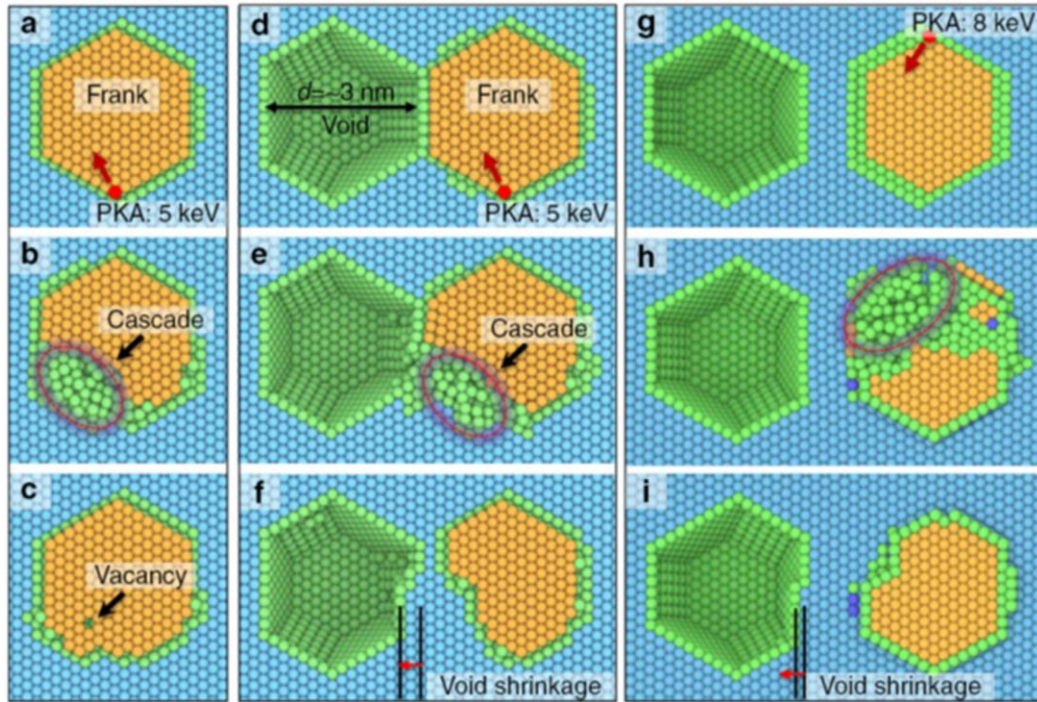 a
Frank
PKA: 5 keV
b
Cascade
c
Vacancy
d
d=~3 nm
Void
Frank
PKA: 5 keV
e
Cascade
f
Void shrinkage
g
PKA: 8 keV
h
i
Void shrinkage